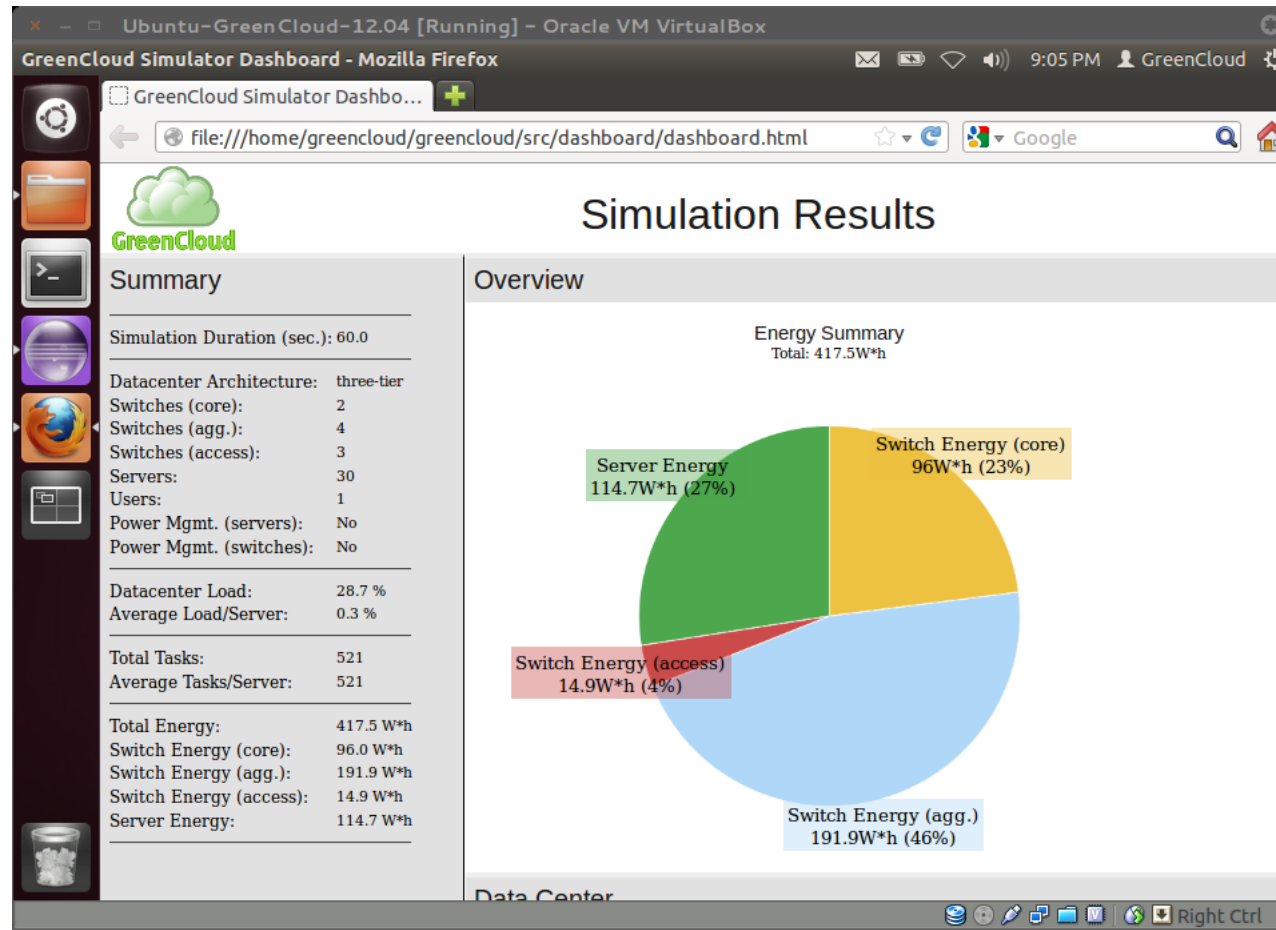 Ubuntu-GreenCloud-12.04 [Running] - Oracle VM VirtualBox
GreenCloud Simulator Dashboard - Mozilla Firefox
9:05 PM GreenCloud
GreenCloud Simulator Dashbo...
file:///home/greencloud/greencloud/src/dashboard/dashboard.html
Google
GreenCloud
Simulation Results
Summary
Simulation Duration (sec.): 60.0
Datacenter Architecture: three-tier
Switches (core): 2
Switches (agg.): 4
Switches (access): 3
Servers: 30
Users: 1
Power Mgmt. (servers): No
Power Mgmt. (switches): No
Datacenter Load: 28.7 %
Average Load/Server: 0.3 %
Total Tasks: 521
Average Tasks/Server: 521
Total Energy: 417.5 W*h
Switch Energy (core): 96.0 W*h
Switch Energy (agg.): 191.9 W*h
Switch Energy (access): 14.9 W*h
Server Energy: 114.7 W*h
Overview
Energy Summary
Total: 417.5W*h
Switch Energy (core)
96W*h (23%)
Server Energy
114.7W*h (27%)
Switch Energy (access)
14.9W*h (4%)
Switch Energy (agg.)
191.9W*h (46%)
Data Center
Right Ctrl